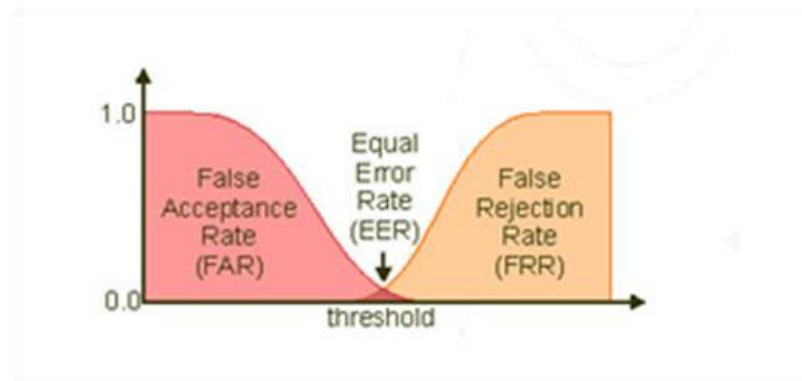 1.0
False
Acceptance
Rate
(FAR)
Equal
Error
Rate
(EER)
False
Rejection
Rate
(FRR)
0.0
threshold